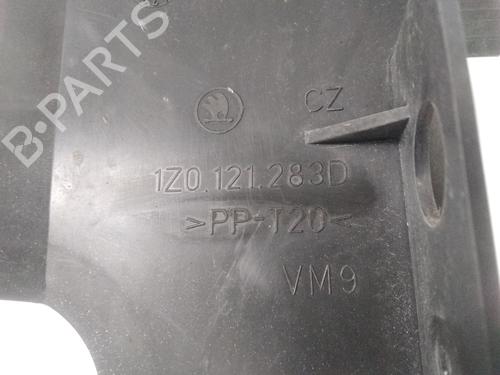 B-PARTS
CZ
1Z0.121.283D
>PP-T20<
VM9